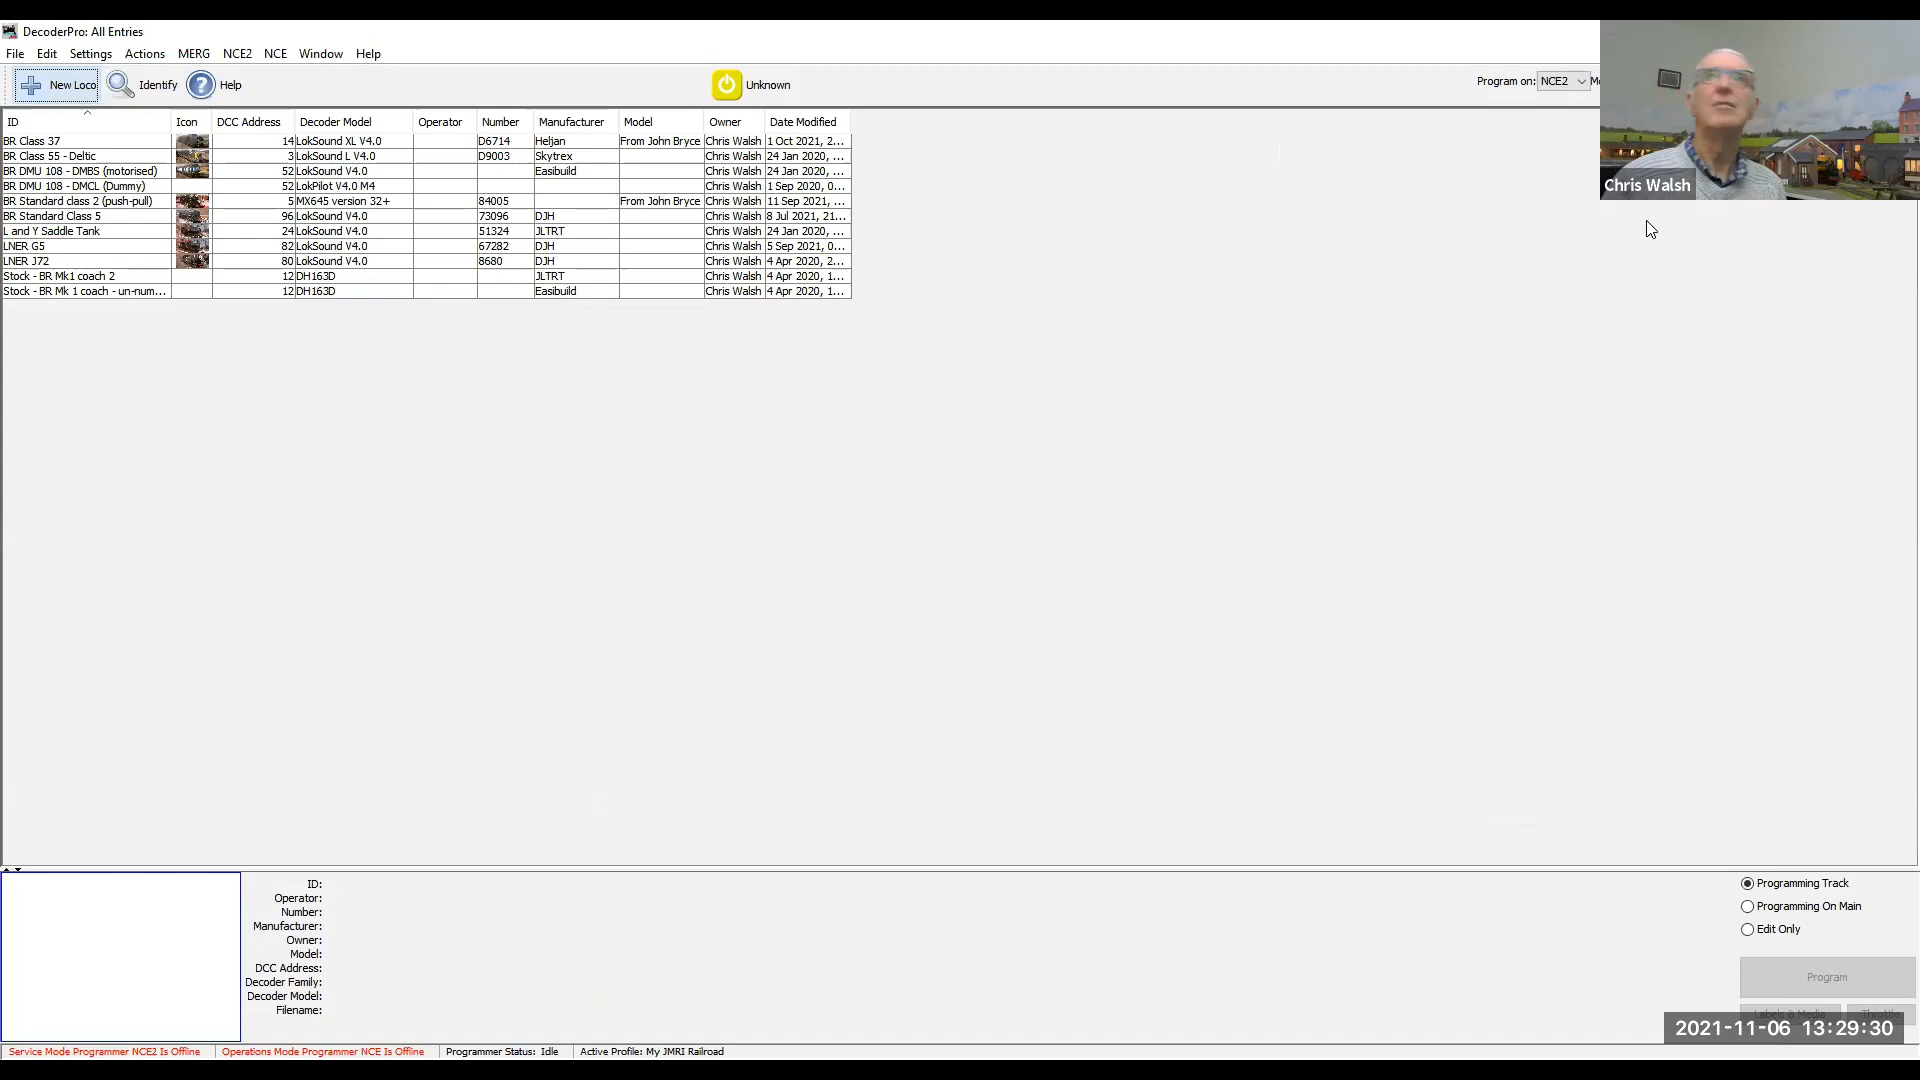 DecoderPro: All Entries
File Edit Settings Actions MERG NCE2 NCE Window Help
New Loco Identify Help Unknown Program on: NCE2
ID Icon DCC Address Decoder Model Operator Number Manufacturer Model Owner Date Modified
BR Class 37 14 LokSound XL V4.0 D6714 Heljan From John Bryce Chris Walsh 1 Oct 2021, 2...
BR Class 55 - Deltic 3 LokSound L V4.0 D9003 Skytrex Chris Walsh 24 Jan 2020, ...
BR DMU 108 - DMBS (motorised) 52 LokSound V4.0 Easibuild Chris Walsh 24 Jan 2020, ...
BR DMU 108 - DMCL (Dummy) 52 LokPilot V4.0 M4 Chris Walsh 1 Sep 2020, 0...
BR Standard class 2 (push-pull) 5 MX645 version 32+ 84005 From John Bryce Chris Walsh 11 Sep 2021, ...
BR Standard Class 5 96 LokSound V4.0 73096 DJH Chris Walsh 8 Jul 2021, 21...
L and Y Saddle Tank 24 LokSound V4.0 51324 JLTRT Chris Walsh 24 Jan 2020, ...
LNER G5 82 LokSound V4.0 67282 DJH Chris Walsh 5 Sep 2021, 0...
LNER J72 80 LokSound V4.0 8680 DJH Chris Walsh 4 Apr 2020, 2...
Stock - BR Mk1 coach 2 12 DH163D JLTRT Chris Walsh 4 Apr 2020, 1...
Stock - BR Mk 1 coach - un-num... 12 DH163D Easibuild Chris Walsh 4 Apr 2020, 1...
Chris Walsh
ID:
Operator:
Number:
Manufacturer:
Owner:
Model:
DCC Address:
Decoder Family:
Decoder Model:
Filename:
Programming Track
Programming On Main
Edit Only
Program
Labels & Media Throttle
2021-11-06 13:29:30
Service Mode Programmer NCE2 Is Offline Operations Mode Programmer NCE Is Offline Programmer Status: Idle Active Profile: My JMRI Railroad